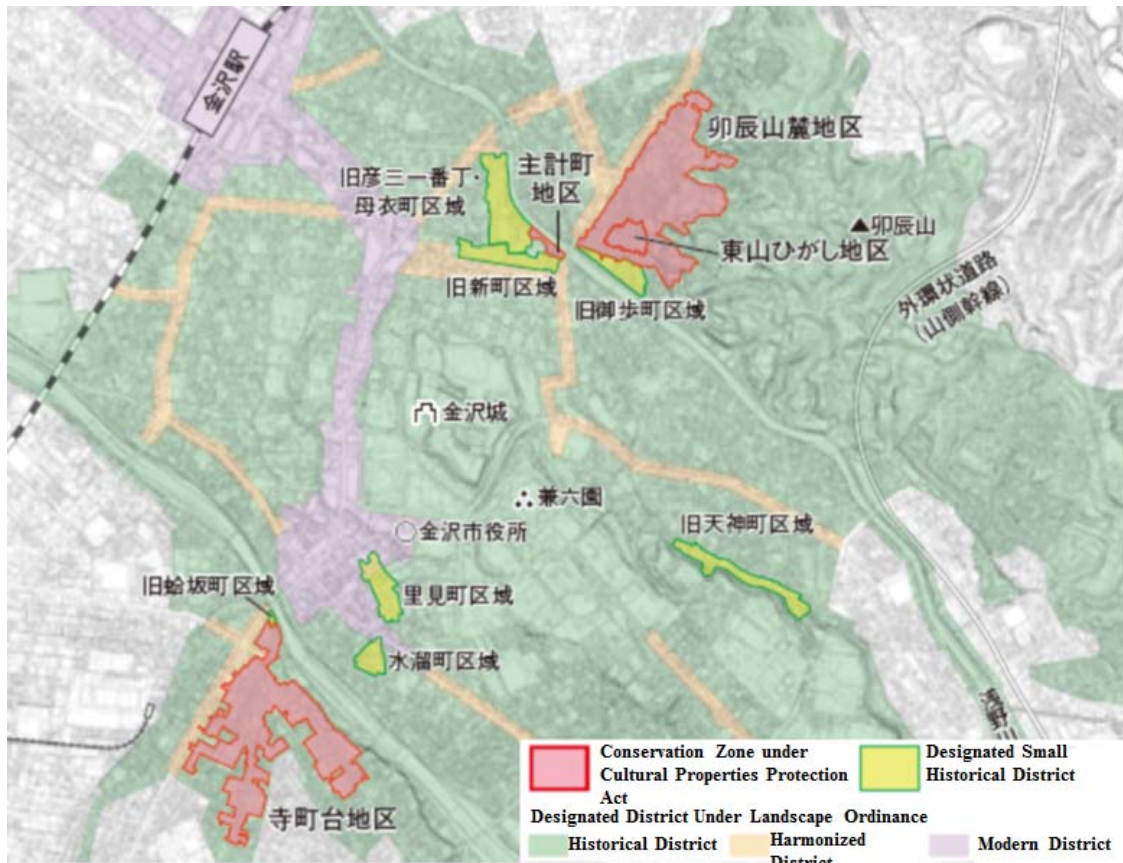 金沢駅
卯辰山麓地区
主計町
地区
旧彦三一番丁・
母衣町区域
▲卯辰山
東山ひがし地区
旧新町区域
旧御歩町区域
外環状道路
(山側幹線)
金沢城
兼六園
金沢市役所
旧天神町区域
旧蛤坂町区域
里見町区域
水溜町区域
浅野川
寺町台地区
Conservation Zone under
Cultural Properties Protection
Act
Designated Small
Historical District
Designated District Under Landscape Ordinance
Historical District
Harmonized
District
Modern District